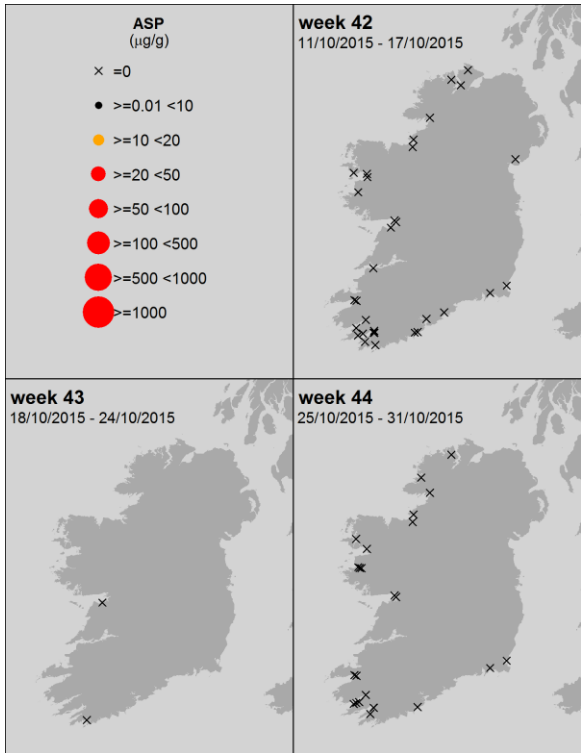 ASP
(µg/g)
=0
>=0.01 <10
>=10 <20
>=20 <50
>=50 <100
>=100 <500
>=500 <1000
>=1000
week 42
11/10/2015 - 17/10/2015
week 43
18/10/2015 - 24/10/2015
week 44
25/10/2015 - 31/10/2015